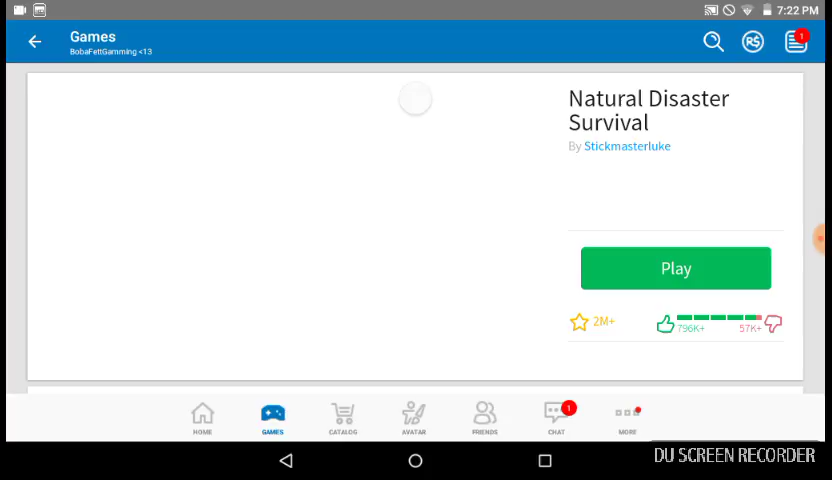 7:22 PM
Games
BobaFettGamming <13
R$
1
Natural Disaster
Survival
By Stickmasterluke
Play
2M+
796K+
57K+
1
HOME
GAMES
CATALOG
AVATAR
FRIENDS
CHAT
MORE
DU SCREEN RECORDER